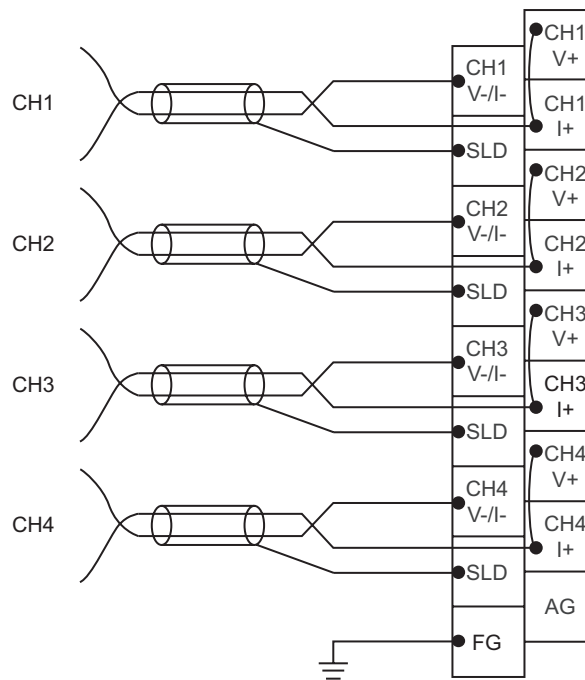 CH1
CH1
V-/I-
CH1
V+
CH1
I+
SLD
CH2
CH2
V-/I-
CH2
V+
CH2
I+
SLD
CH3
CH3
V-/I-
CH3
V+
CH3
I+
SLD
CH4
CH4
V-/I-
CH4
V+
CH4
I+
SLD
AG
FG